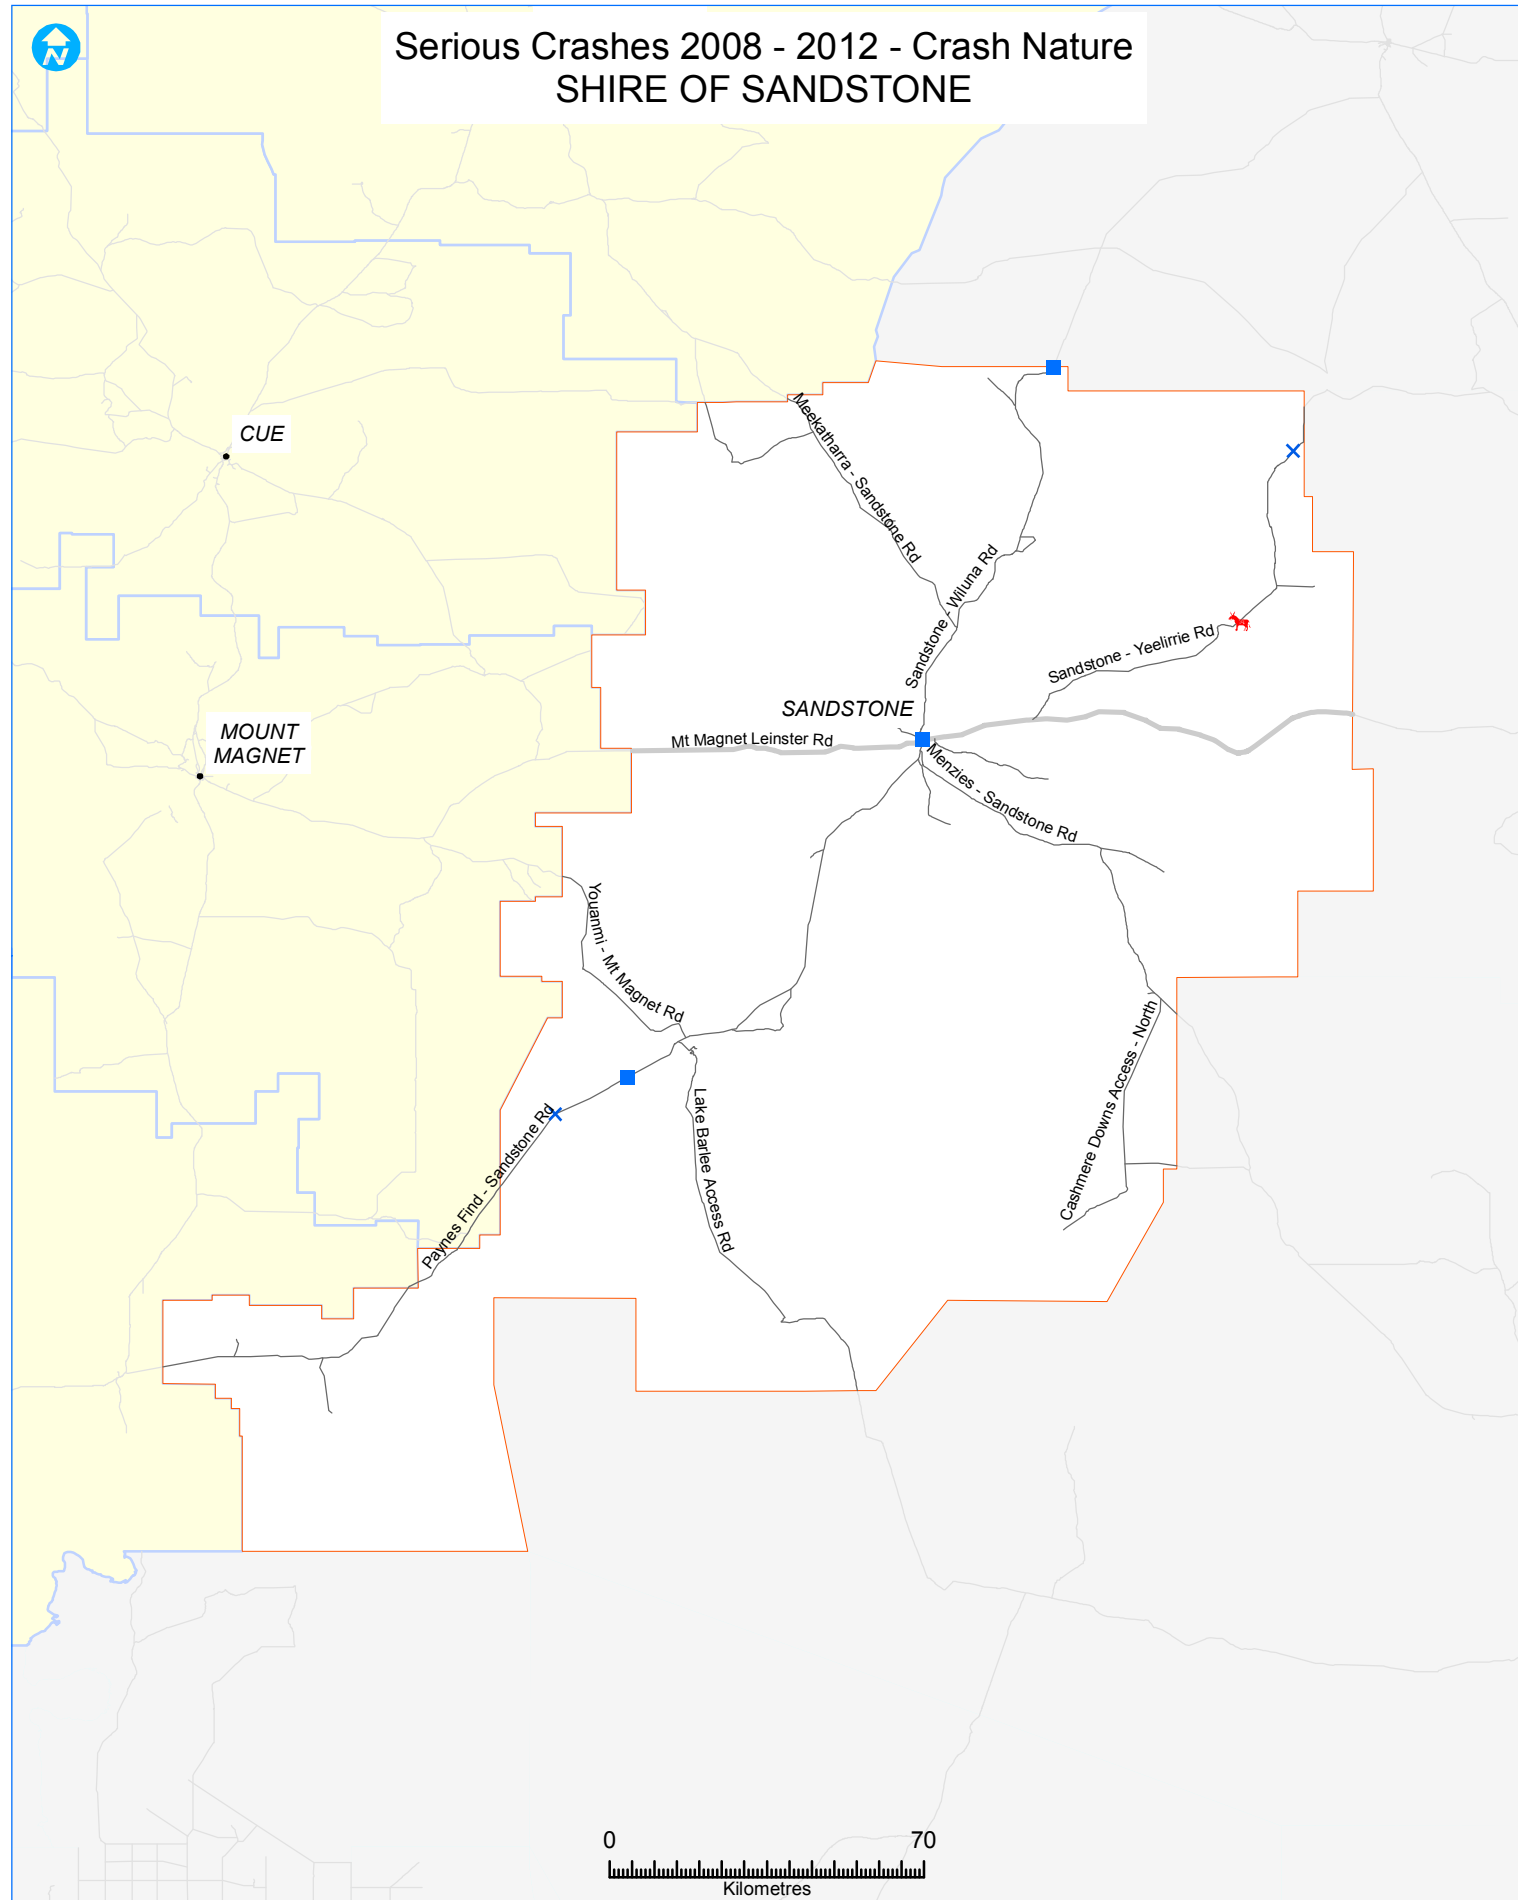 N
Serious Crashes 2008 - 2012 - Crash Nature
SHIRE OF SANDSTONE
CUE
Meekatharra - Sandstone Rd
Sandstone - Wiluna Rd
Sandstone - Yeelirrie Rd
SANDSTONE
MOUNT
MAGNET
Mt Magnet Leinster Rd
Menzies - Sandstone Rd
Youanmi - Mt Magnet Rd
Cashmere Downs Access - North
Lake Barlee Access Rd
Paynes Find - Sandstone Rd
0 70
Kilometres